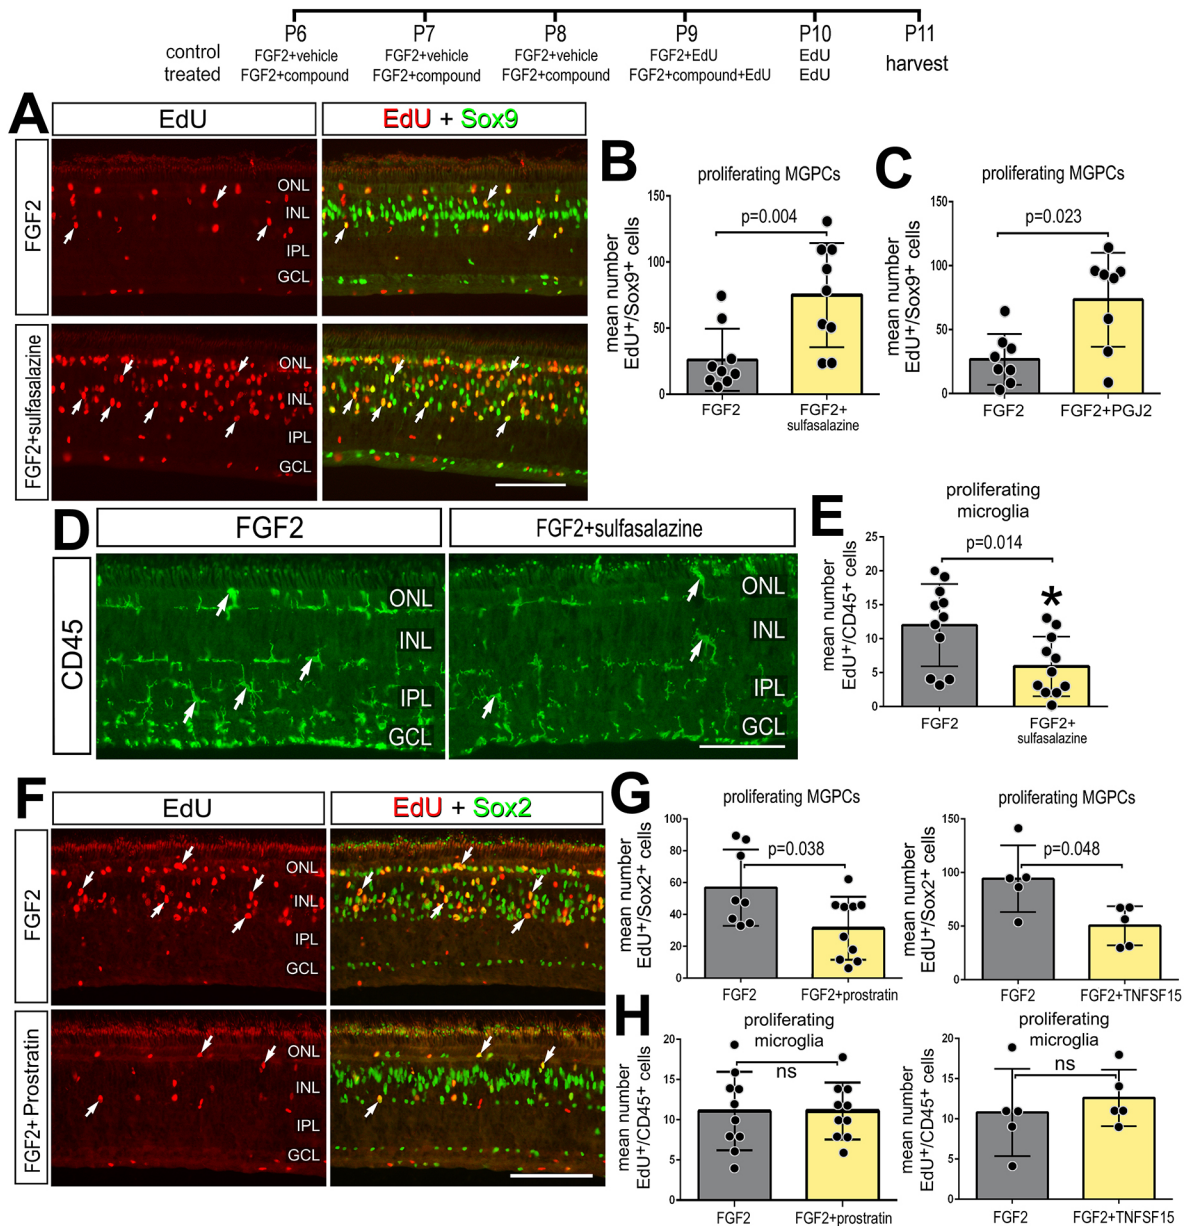 P6 P7 P8 P9 P10 P11
control FGF2+vehicle FGF2+vehicle FGF2+vehicle FGF2+EdU EdU harvest
treated FGF2+compound FGF2+compound FGF2+compound FGF2+compound+EdU EdU
A
EdU
EdU + Sox9
FGF2
ONL
INL
IPL
GCL
FGF2+sulfasalazine
ONL
INL
IPL
GCL
B
proliferating MGPCs
mean number
EdU⁺/Sox9⁺ cells
150
100
50
0
p=0.004
FGF2
FGF2+
sulfasalazine
C
proliferating MGPCs
mean number
EdU⁺/Sox9⁺ cells
150
100
50
0
p=0.023
FGF2
FGF2+PGJ2
D
FGF2
FGF2+sulfasalazine
CD45
ONL
INL
IPL
GCL
ONL
INL
IPL
GCL
E
proliferating
microglia
mean number
EdU⁺/CD45⁺ cells
25
20
15
10
5
0
p=0.014
*
FGF2
FGF2+
sulfasalazine
F
EdU
EdU + Sox2
FGF2
ONL
INL
IPL
GCL
FGF2+ Prostratin
ONL
INL
IPL
GCL
G
proliferating MGPCs
mean number
EdU⁺/Sox2⁺ cells
100
80
60
40
20
0
p=0.038
FGF2
FGF2+prostratin
proliferating MGPCs
mean number
EdU⁺/Sox2⁺ cells
150
100
50
0
p=0.048
FGF2
FGF2+TNFSF15
H
proliferating
microglia
mean number
EdU⁺/CD45⁺ cells
20
15
10
5
0
ns
FGF2
FGF2+prostratin
proliferating
microglia
mean number
EdU⁺/CD45⁺ cells
20
15
10
5
0
ns
FGF2
FGF2+TNFSF15